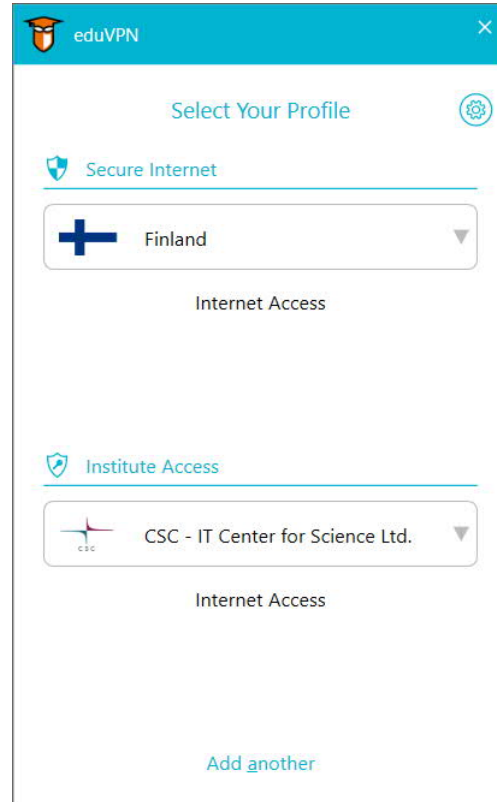 eduVPN
Select Your Profile
Secure Internet
Finland
Internet Access
Institute Access
CSC
CSC - IT Center for Science Ltd.
Internet Access
Add another